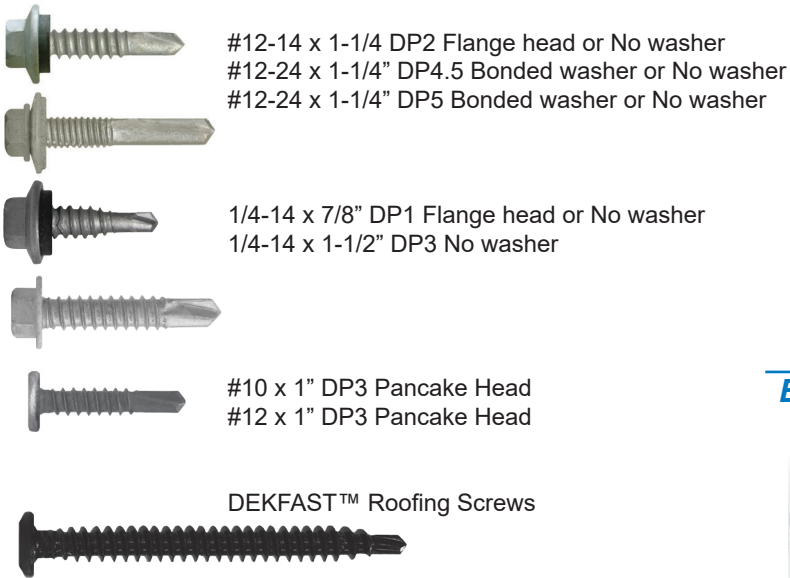 #12-14 x 1-1/4 DP2 Flange head or No washer
#12-24 x 1-1/4” DP4.5 Bonded washer or No washer
#12-24 x 1-1/4” DP5 Bonded washer or No washer
1/4-14 x 7/8” DP1 Flange head or No washer
1/4-14 x 1-1/2” DP3 No washer
#10 x 1” DP3 Pancake Head
#12 x 1” DP3 Pancake Head
DEKFAST™ Roofing Screws